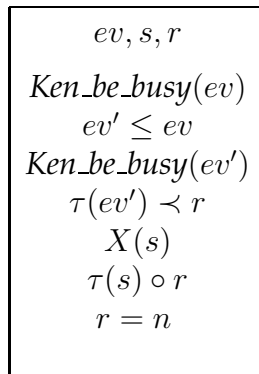 ev, s, r
Ken_be_busy(ev)
ev′ ≤ ev
Ken_be_busy(ev′)
τ(ev′) ≺ r
X(s)
τ(s) ∘ r
r = n